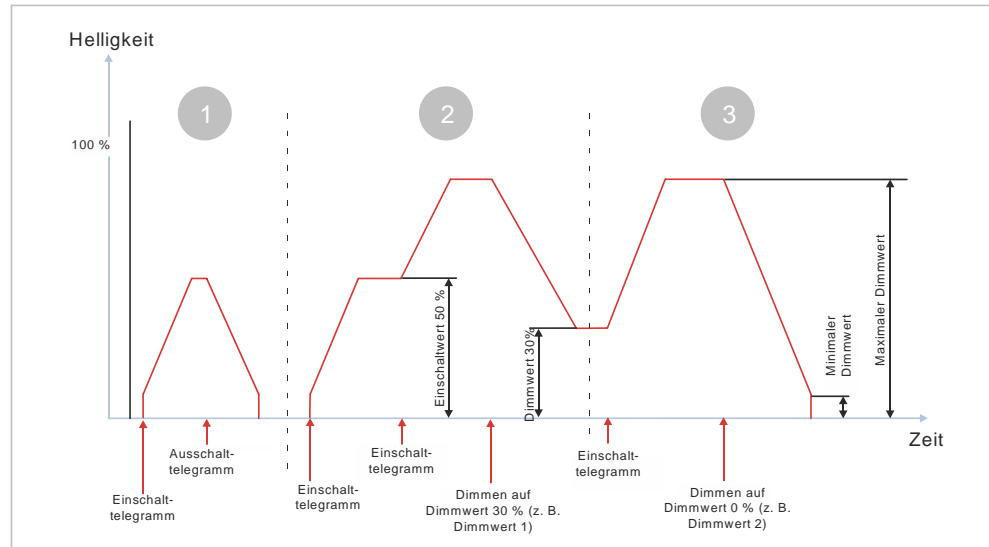 Helligkeit
1
2
3
100 %
Einschaltwert 50 %
Dimmwert 30%
Minimaler
Dimmwert
Maximaler Dimmwert
Zeit
Einschalt-
telegramm
Ausschalt-
telegramm
Einschalt-
telegramm
Einschalt-
telegramm
Dimmen auf
Dimmwert 30 % (z. B.
Dimmwert 1)
Einschalt-
telegramm
Dimmen auf
Dimmwert 0 % (z. B.
Dimmwert 2)